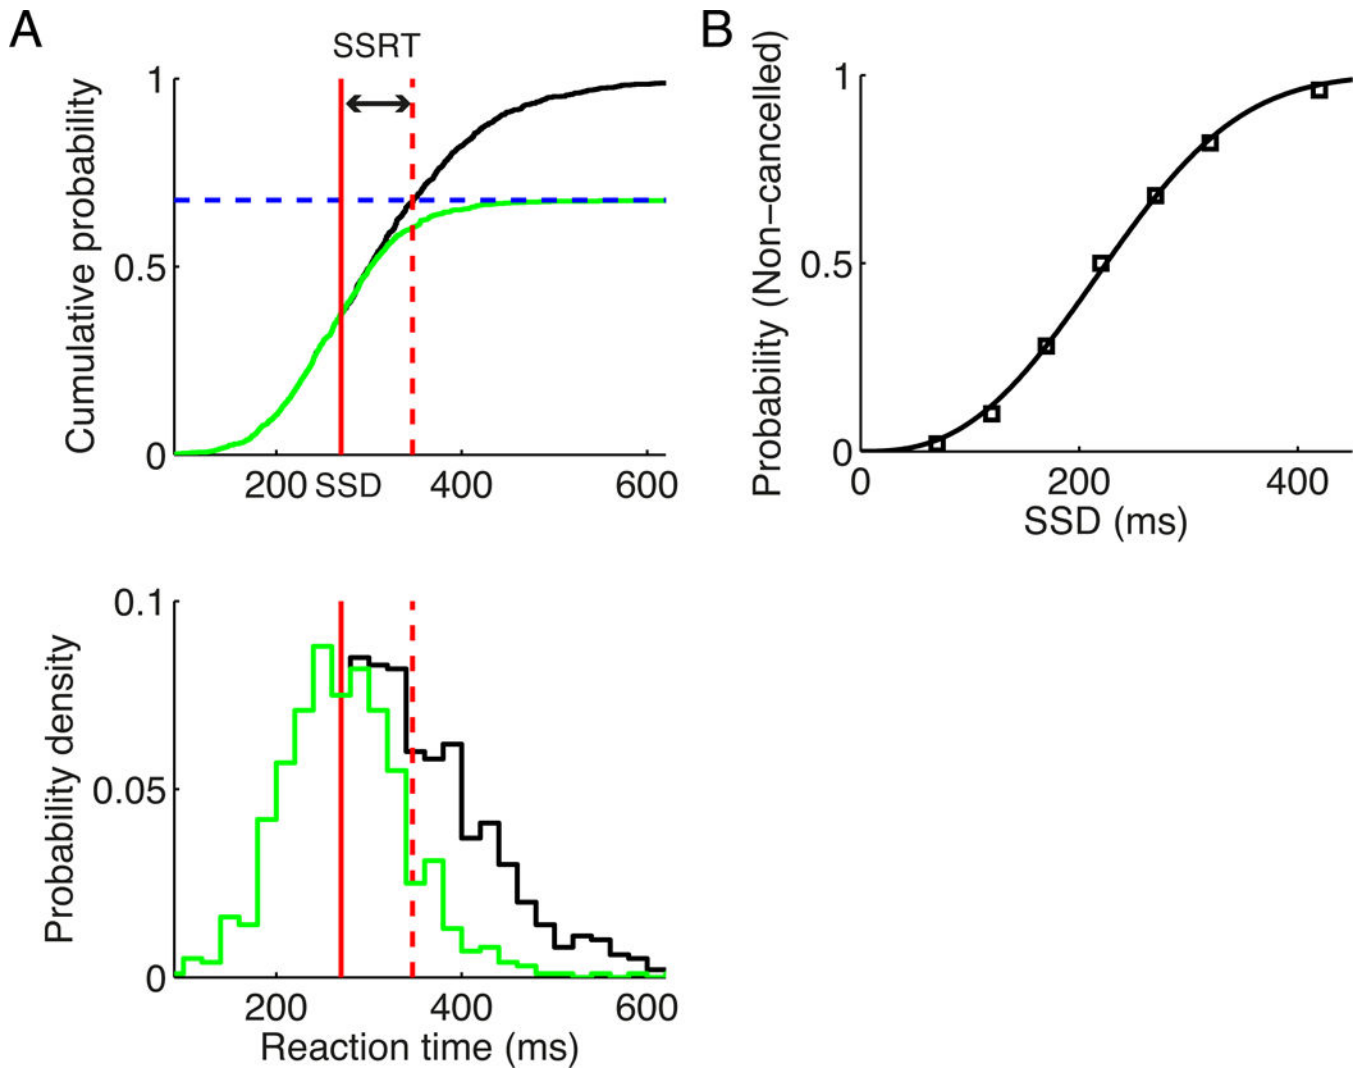 A
SSRT
Cumulative probability
1
0.5
0
200 SSD 400 600
B
Probability (Non−cancelled)
1
0.5
0
0 200 400
SSD (ms)
Probability density
0.1
0.05
0
200 400 600
Reaction time (ms)